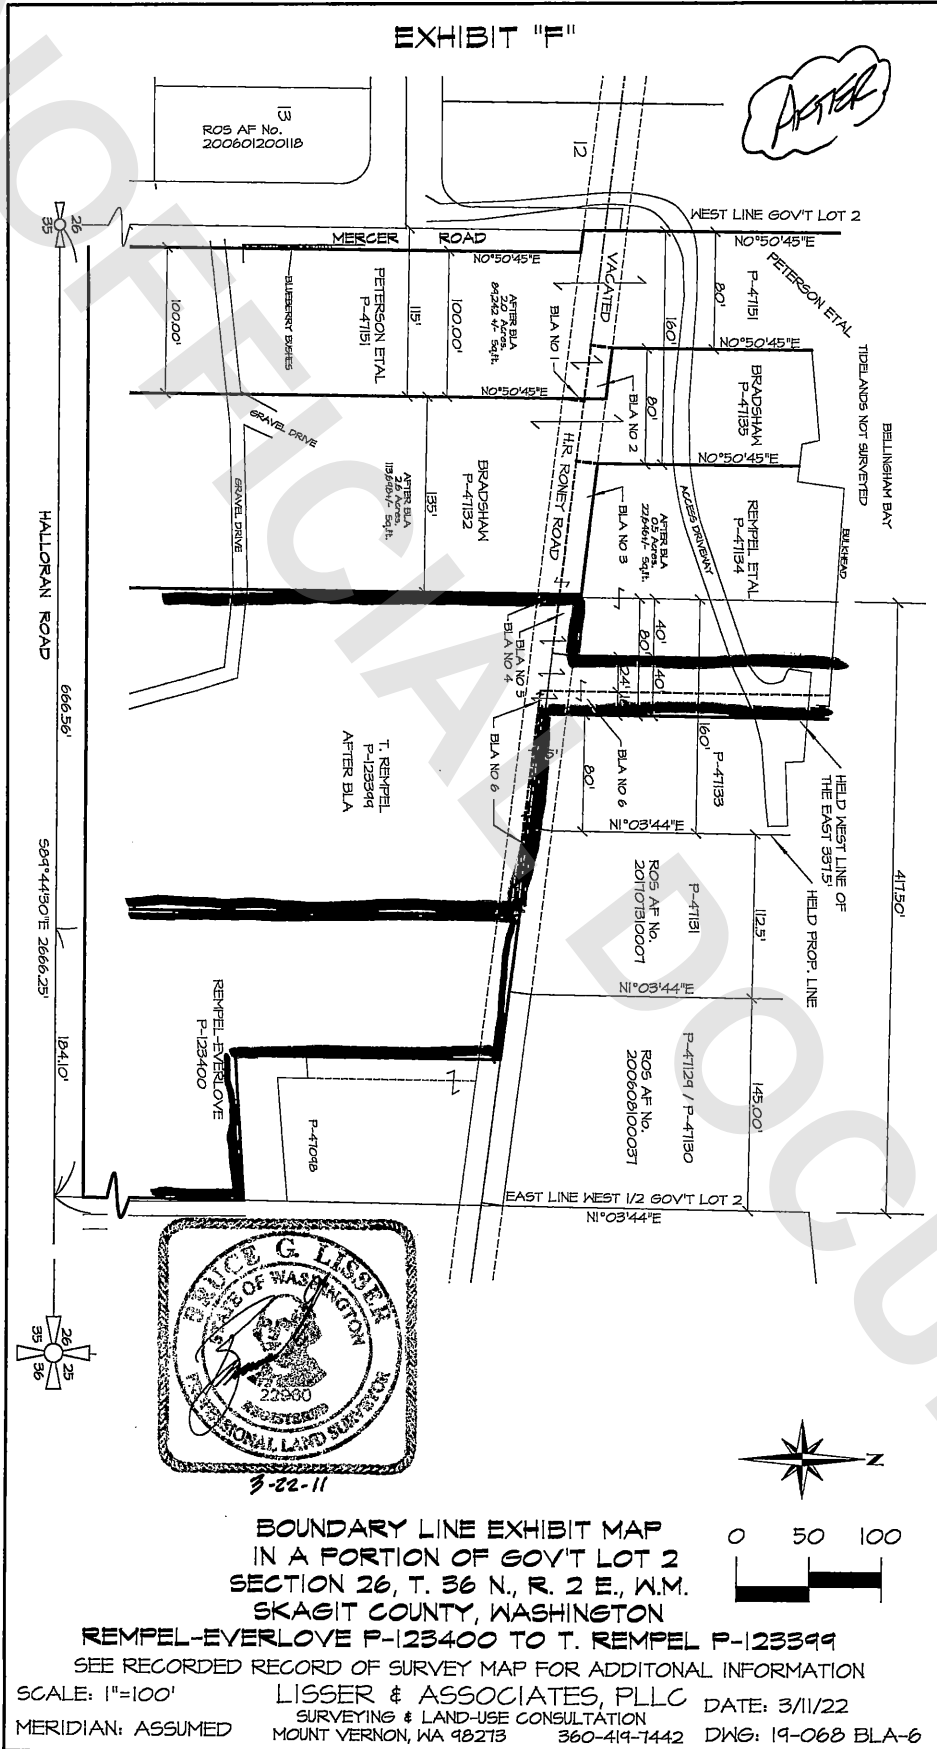 EXHIBIT "F"
AFTER
13
ROS AF No.
200601200118
12
WEST LINE GOV'T LOT 2
N0°50'45"E
26
35
MERCER ROAD
N0°50'45"E
VACATED
PETERSON ETAL
P-47151
80'
160'
BLUEBERRY BUSHES
PETERSON ETAL
P-47151
115'
100.00'
100.00'
AFTER BLA
2.0 Acres.
84,242 +/- Sq.ft.
BLA NO 1
N0°50'45"E
N0°50'45"E
TIDELANDS NOT SURVEYED
BELLINGHAM BAY
BRADSHAW
P-47135
80'
BLA NO 2
N0°50'45"E
GRAVEL DRIVE
GRAVEL DRIVE
H.R. RONEY ROAD
BRADSHAW
P-47132
135'
AFTER BLA
2.6 Acres.
113,698+/- Sq.ft.
BLA NO 3
AFTER BLA
0.5 Acres.
22,646+/- Sq.ft.
ACCESS DRIVEWAY
REMPEL ETAL
P-47134
BULKHEAD
HALLORAN ROAD
BLA NO 4
BLA NO 5
40'
80'
40'
24'
16'
160'
P-47133
BLA NO 6
BLA NO 6
80'
N1°03'44"E
HELD WEST LINE OF
THE EAST 337.5'
HELD PROP. LINE
417.50'
666.56'
T. REMPEL
P-123399
AFTER BLA
S89°44'50"E 2666.25'
P-47131
ROS AF No.
201707310007
112.5'
N1°03'44"E
REMPEL-EVERLOVE
P-123400
184.10'
P-47129 / P-47130
ROS AF No.
200608100037
145.00'
P-47098
EAST LINE WEST 1/2 GOV'T LOT 2
N1°03'44"E
BRUCE G. LISSER
STATE OF WASHINGTON
22960
REGISTERED
PROFESSIONAL LAND SURVEYOR
3-22-11
26 25
35 36
N
BOUNDARY LINE EXHIBIT MAP
IN A PORTION OF GOV'T LOT 2
SECTION 26, T. 36 N., R. 2 E., W.M.
SKAGIT COUNTY, WASHINGTON
0 50 100
REMPEL-EVERLOVE P-123400 TO T. REMPEL P-123399
SEE RECORDED RECORD OF SURVEY MAP FOR ADDITONAL INFORMATION
SCALE: 1"=100'
LISSER & ASSOCIATES, PLLC
DATE: 3/11/22
SURVEYING & LAND-USE CONSULTATION
MERIDIAN: ASSUMED
MOUNT VERNON, WA 98273 360-419-7442
DWG: 19-068 BLA-6